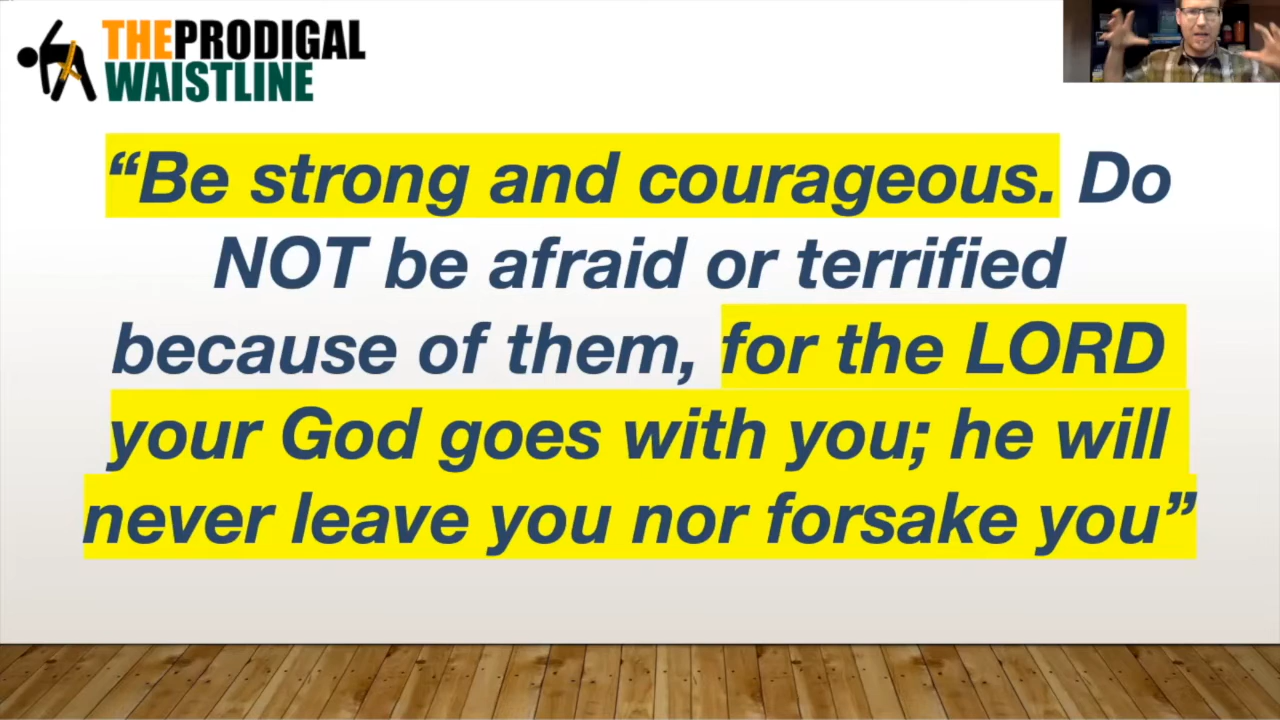 THEPRODIGAL
WAISTLINE
“Be strong and courageous. Do
NOT be afraid or terrified
because of them, for the LORD
your God goes with you; he will
never leave you nor forsake you”